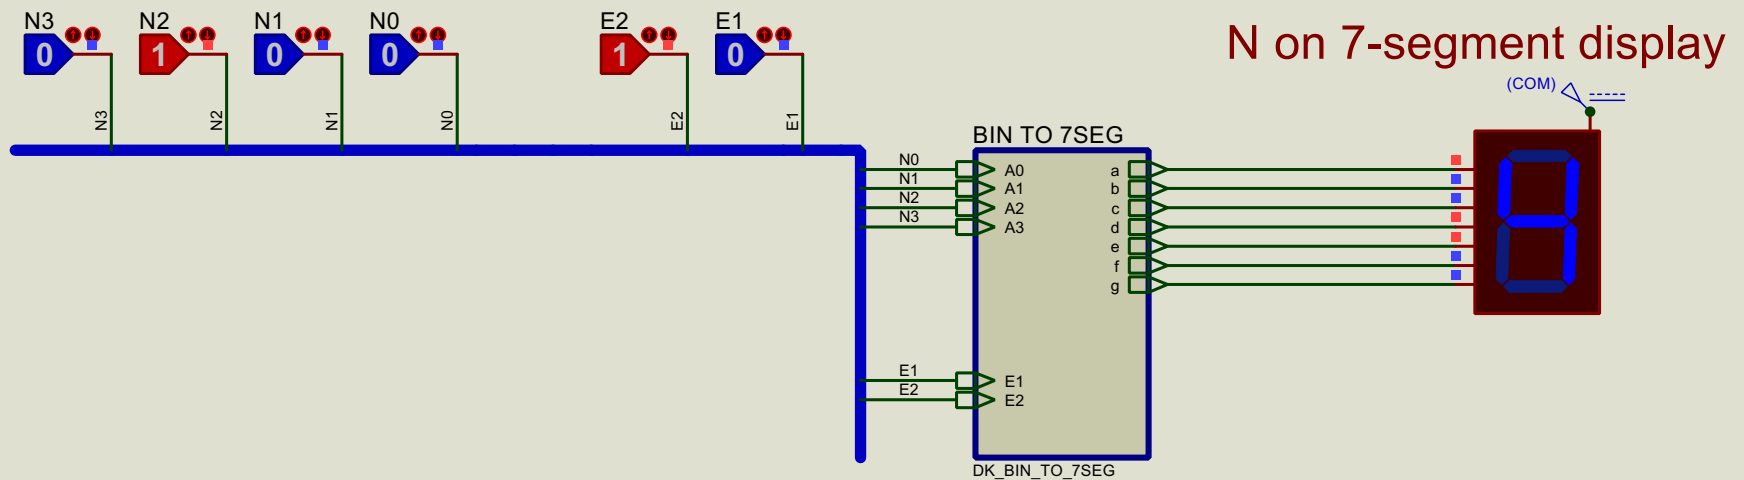 N3 N2 N1 N0 E2 E1
0 1 0 0 1 0
N on 7-segment display
(COM)
N3 N2 N1 N0 E2 E1
BIN TO 7SEG
N0 A0 a
N1 A1 b
N2 A2 c
N3 A3 d
e
f
g
E1 E1
E2 E2
DK_BIN_TO_7SEG
4